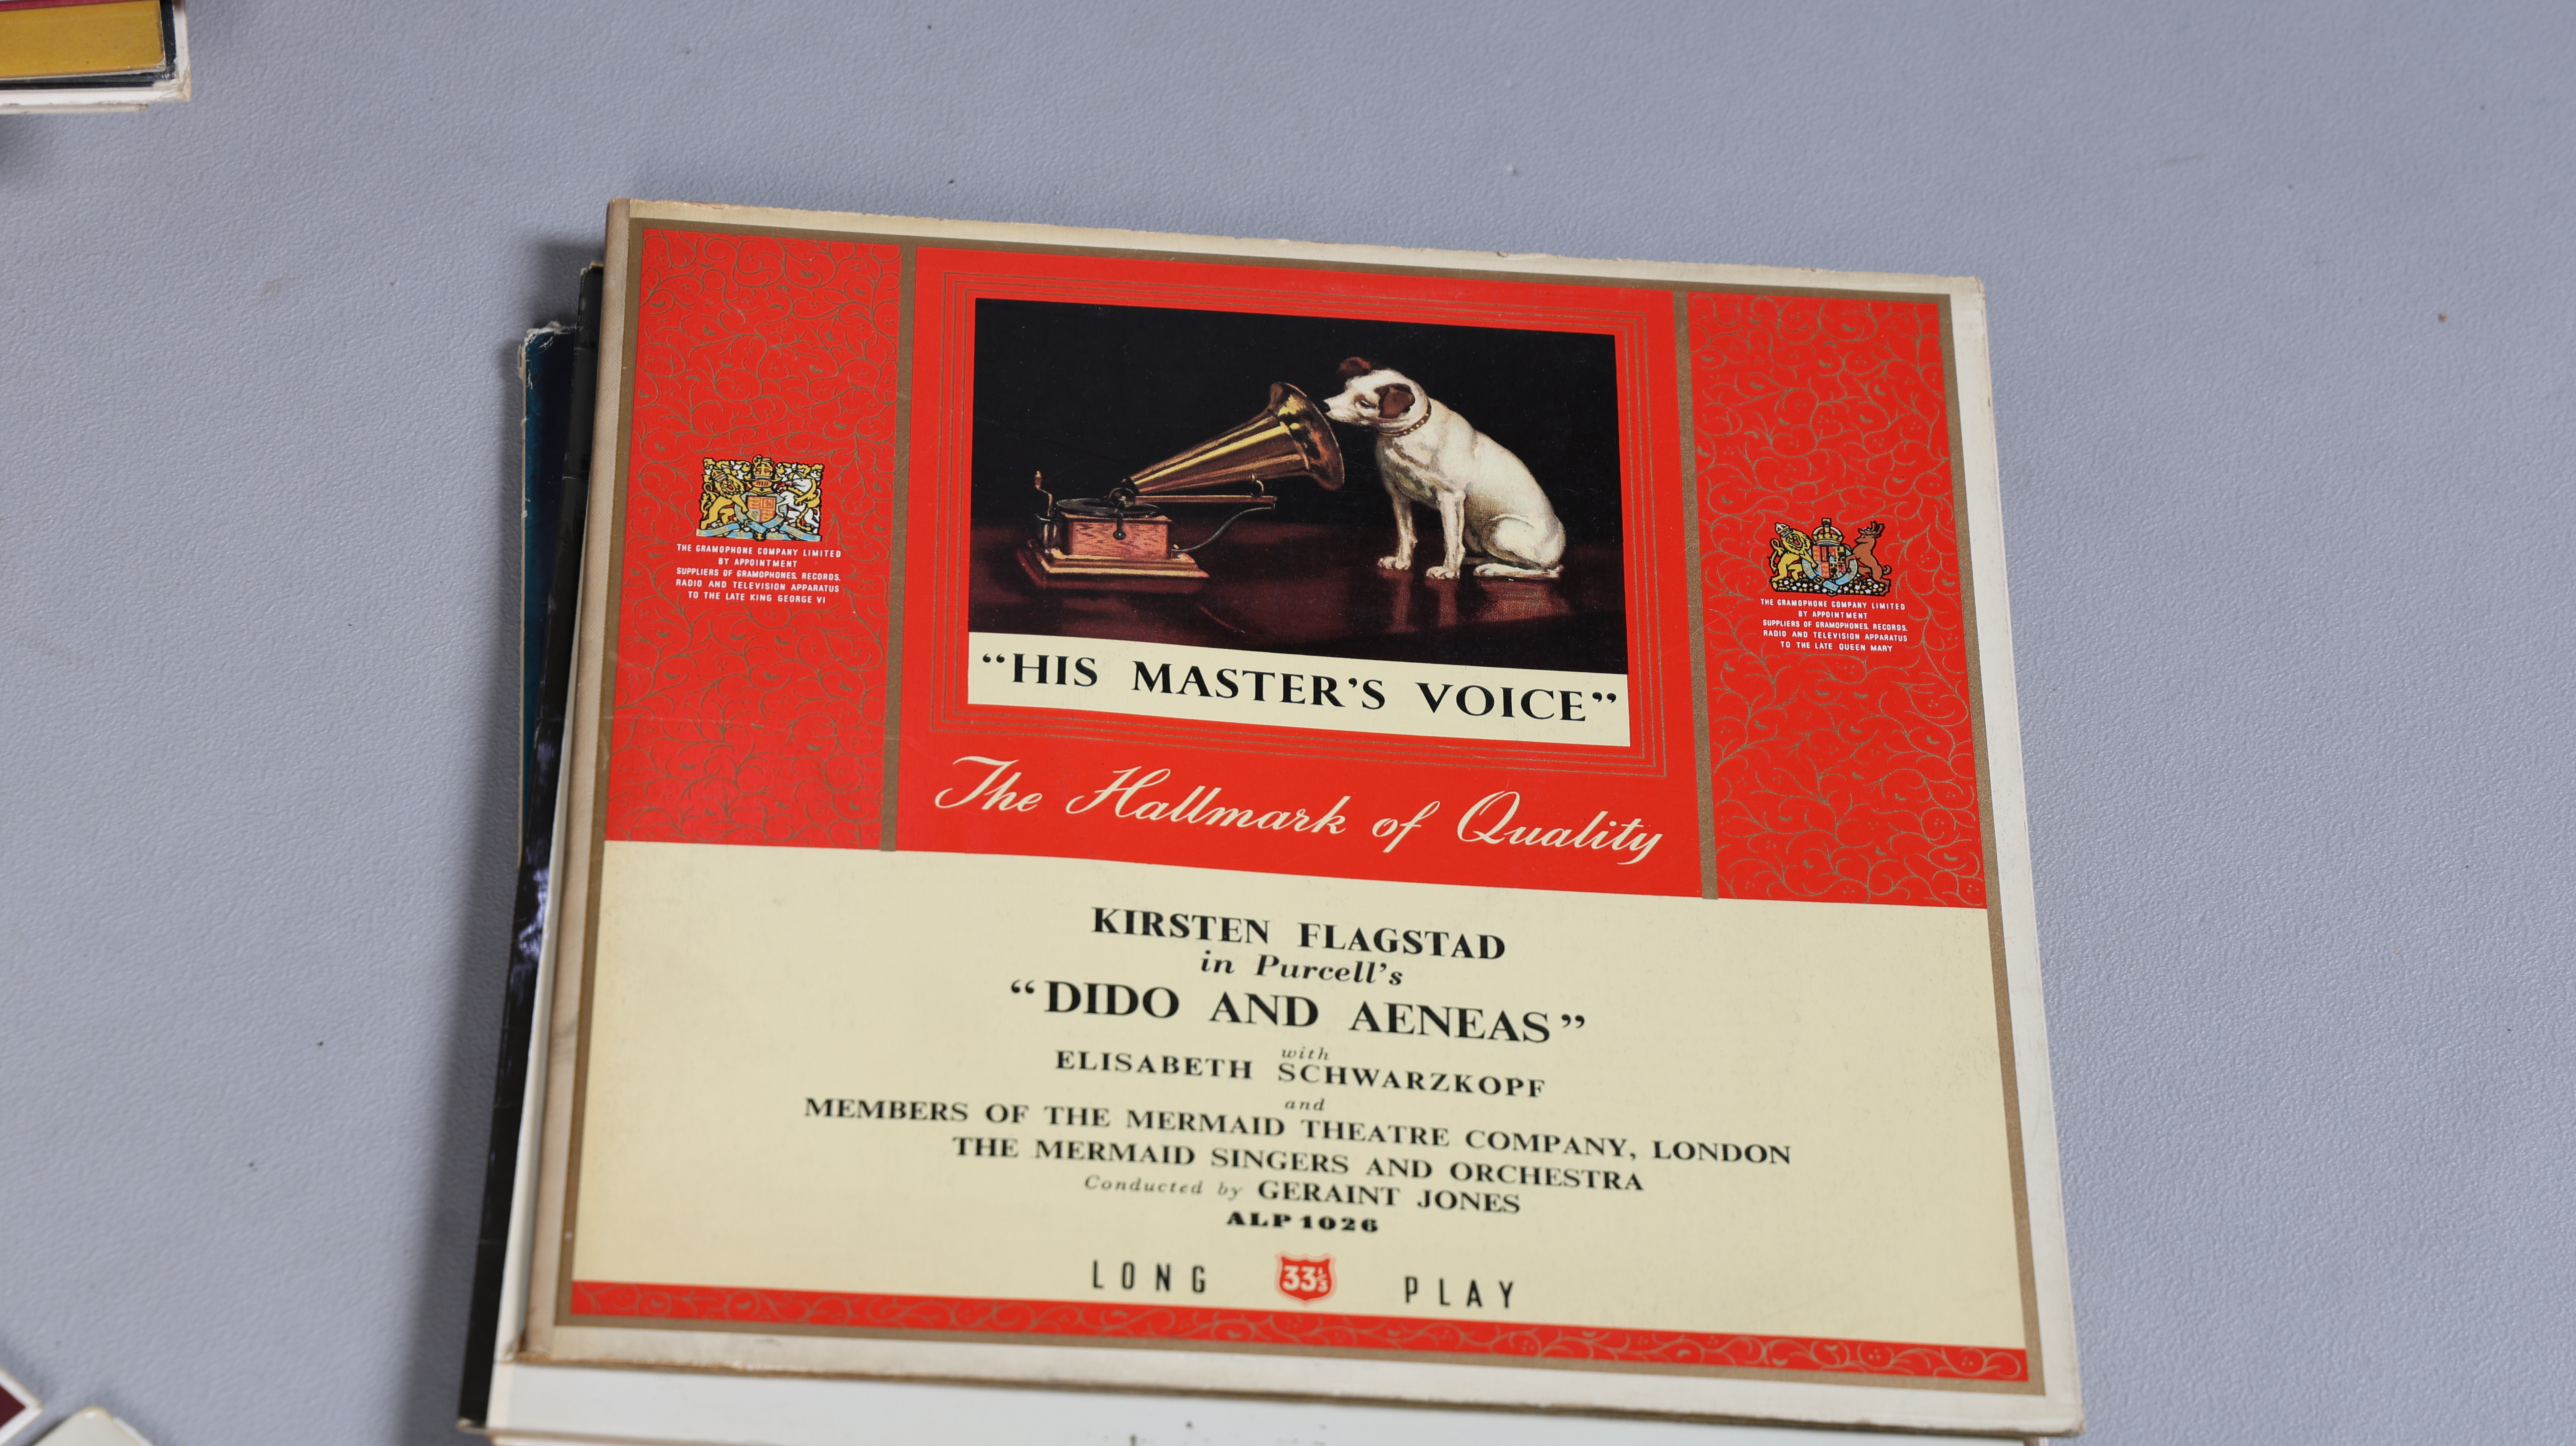 THE GRAMOPHONE COMPANY LIMITED
BY APPOINTMENT
SUPPLIERS OF GRAMOPHONES, RECORDS,
RADIO AND TELEVISION APPARATUS
TO THE LATE KING GEORGE VI
THE GRAMOPHONE COMPANY LIMITED
BY APPOINTMENT
SUPPLIERS OF GRAMOPHONES, RECORDS,
RADIO AND TELEVISION APPARATUS
TO THE LATE QUEEN MARY
“HIS MASTER’S VOICE”
The Hallmark of Quality
KIRSTEN FLAGSTAD
in Purcell’s
“DIDO AND AENEAS”
with
ELISABETH SCHWARZKOPF
and
MEMBERS OF THE MERMAID THEATRE COMPANY, LONDON
THE MERMAID SINGERS AND ORCHESTRA
Conducted by GERAINT JONES
ALP 1026
LONG 33⅓ PLAY